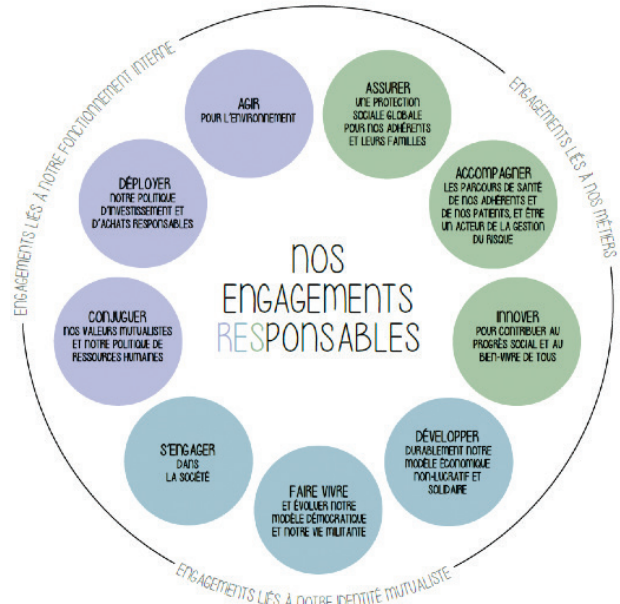 NOS
ENGAGEMENTS
RESPONSABLES
ENGAGEMENTS LIÉS À NOS MÉTIERS
ASSURER
UNE PROTECTION
SOCIALE GLOBALE
POUR NOS ADHÉRENTS
ET LEURS FAMILLES
ACCOMPAGNER
LES PARCOURS DE SANTÉ
DE NOS ADHÉRENTS ET
DE NOS PATIENTS, ET ÊTRE
UN ACTEUR DE LA GESTION
DU RISQUE
INNOVER
POUR CONTRIBUER AU
PROGRÈS SOCIAL ET AU
BIEN-VIVRE DE TOUS
ENGAGEMENTS LIÉS À NOTRE IDENTITÉ MUTUALISTE
DÉVELOPPER
DURABLEMENT NOTRE
MODÈLE ÉCONOMIQUE
NON-LUCRATIF ET
SOLIDAIRE
FAIRE VIVRE
ET ÉVOLUER NOTRE
MODÈLE DÉMOCRATIQUE
ET NOTRE VIE MILITANTE
S'ENGAGER
DANS
LA SOCIÉTÉ
ENGAGEMENTS LIÉS À NOTRE FONCTIONNEMENT INTERNE
CONJUGUER
NOS VALEURS MUTUALISTES
ET NOTRE POLITIQUE DE
RESSOURCES HUMAINES
DÉPLOYER
NOTRE POLITIQUE
D'INVESTISSEMENT ET
D'ACHATS RESPONSABLES
AGIR
POUR L'ENVIRONNEMENT